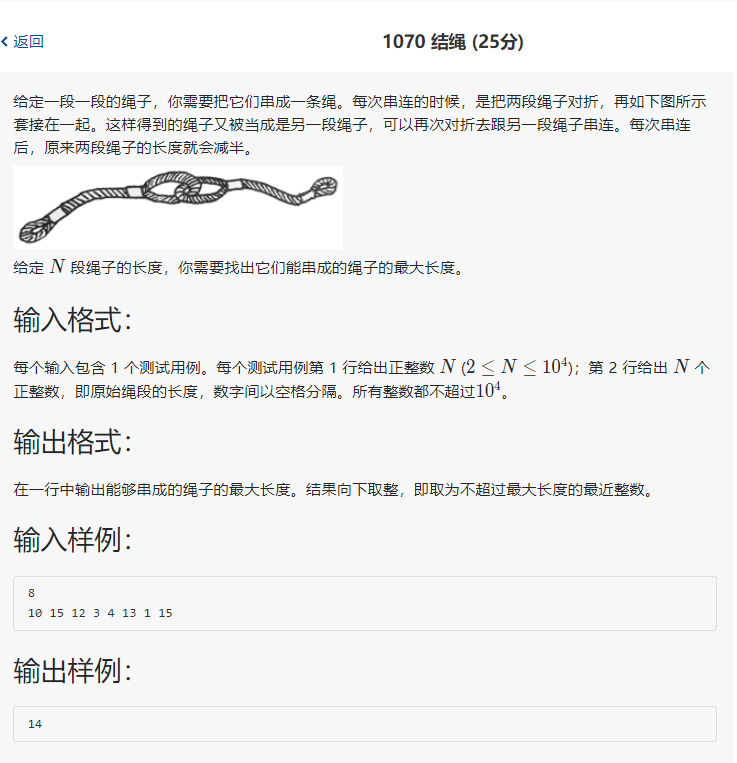 返回
1070 结绳 (25分)
给定一段一段的绳子，你需要把它们串成一条绳。每次串连的时候，是把两段绳子对折，再如下图所示
套接在一起。这样得到的绳子又被当成是另一段绳子，可以再次对折去跟另一段绳子串连。每次串连
后，原来两段绳子的长度就会减半。
给定 N 段绳子的长度，你需要找出它们能串成的绳子的最大长度。
输入格式：
每个输入包含 1 个测试用例。每个测试用例第 1 行给出正整数 N (2 ≤ N ≤ 10⁴)；第 2 行给出 N 个
正整数，即原始绳段的长度，数字间以空格分隔。所有整数都不超过10⁴。
输出格式：
在一行中输出能够串成的绳子的最大长度。结果向下取整，即取为不超过最大长度的最近整数。
输入样例：
8
10 15 12 3 4 13 1 15
输出样例：
14